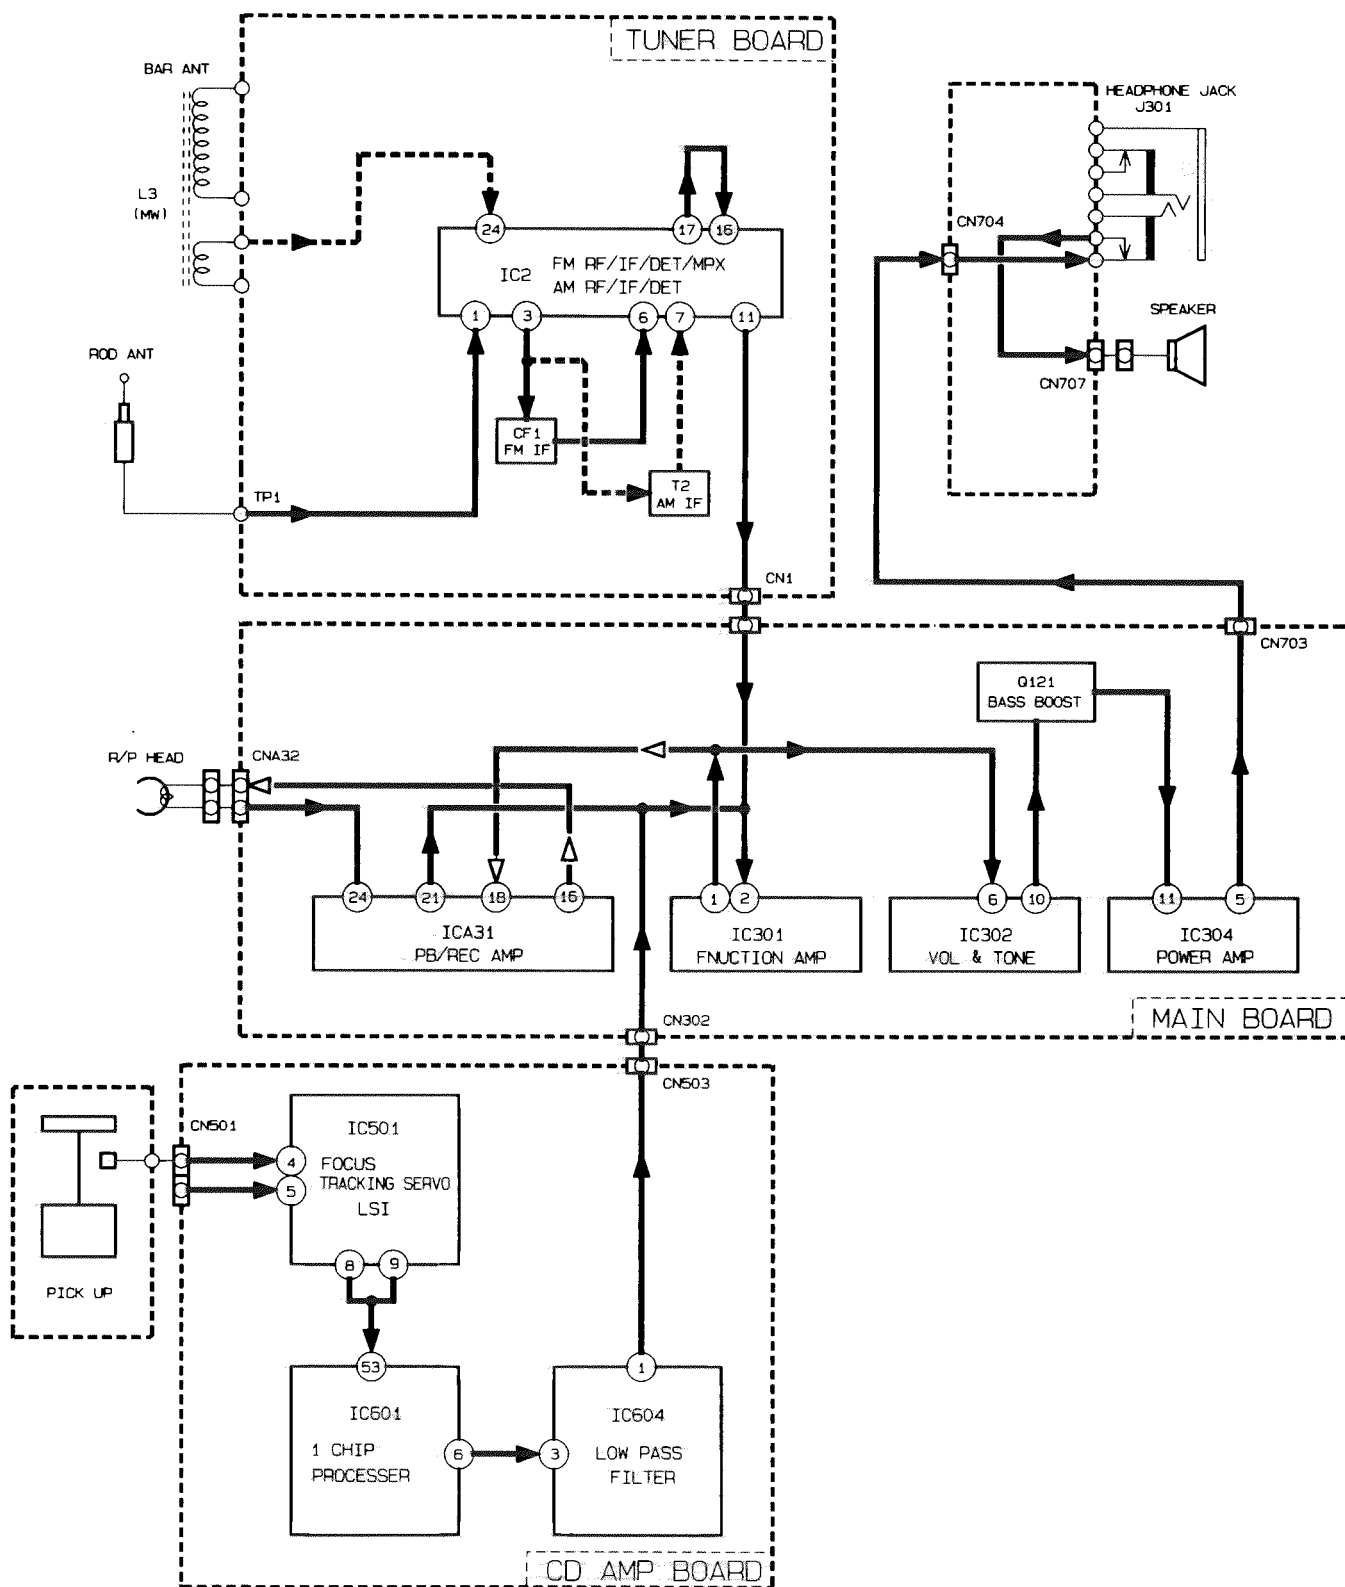 TUNER BOARD
BAR ANT
L3
(MW)
24
17
16
IC2
FM RF/IF/DET/MPX
AM RF/IF/DET
1
3
6
7
11
ROD ANT
CF1
FM IF
T2
AM IF
TP1
CN1
HEADPHONE JACK
J301
CN704
SPEAKER
CN707
CN703
Q121
BASS BOOST
R/P HEAD
CNA32
24
21
18
16
1
2
6
10
11
5
ICA31
PB/REC AMP
IC301
FNUCTION AMP
IC302
VOL & TONE
IC304
POWER AMP
MAIN BOARD
CN302
CN503
CN501
PICK UP
4
5
IC501
FOCUS
TRACKING SERVO
LSI
8
9
53
IC601
1 CHIP
PROCESSER
6
3
1
IC604
LOW PASS
FILTER
CD AMP BOARD